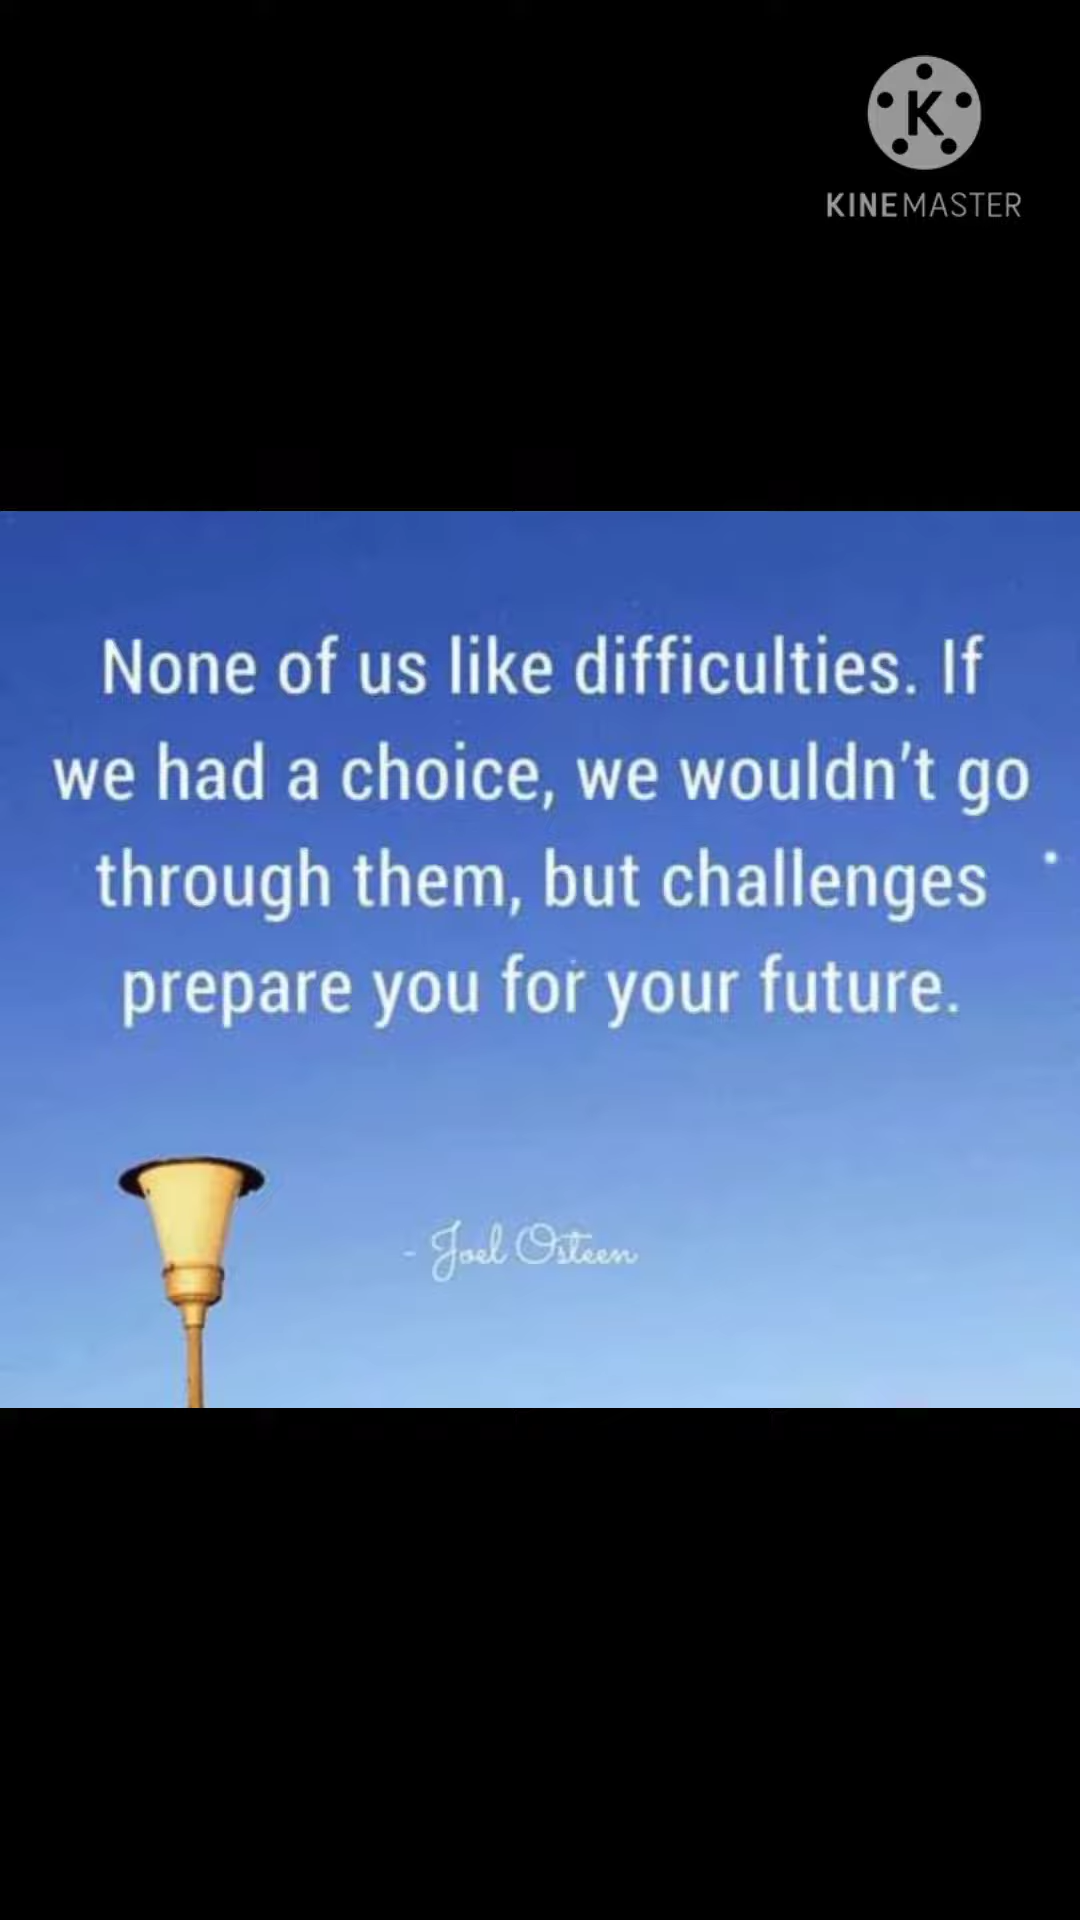 K
KINEMASTER
None of us like difficulties. If
we had a choice, we wouldn’t go
through them, but challenges
prepare you for your future.
- Joel Osteen